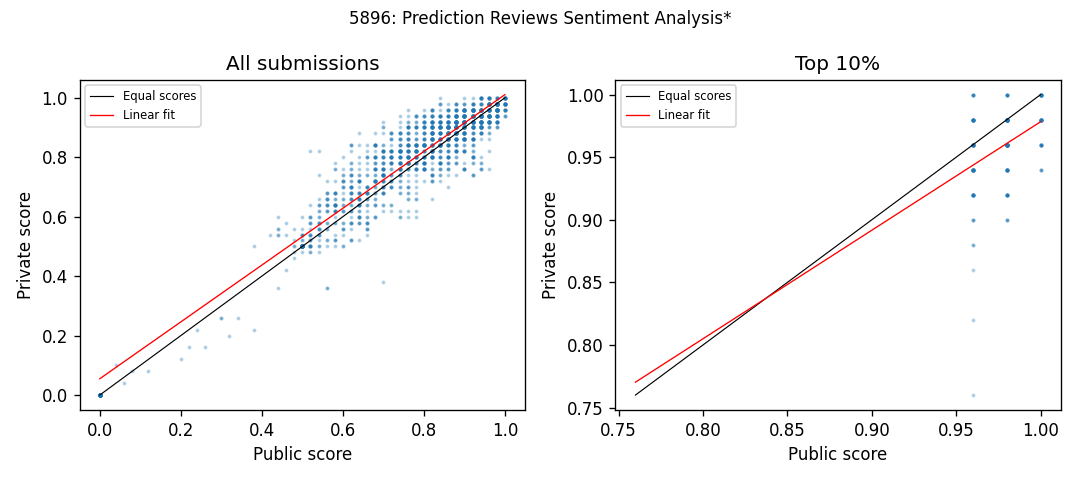 5896: Prediction Reviews Sentiment Analysis*
All submissions
Equal scores
Linear fit
Private score
1.0
0.8
0.6
0.4
0.2
0.0
0.0 0.2 0.4 0.6 0.8 1.0
Public score
Top 10%
Equal scores
Linear fit
Private score
1.00
0.95
0.90
0.85
0.80
0.75
0.75 0.80 0.85 0.90 0.95 1.00
Public score